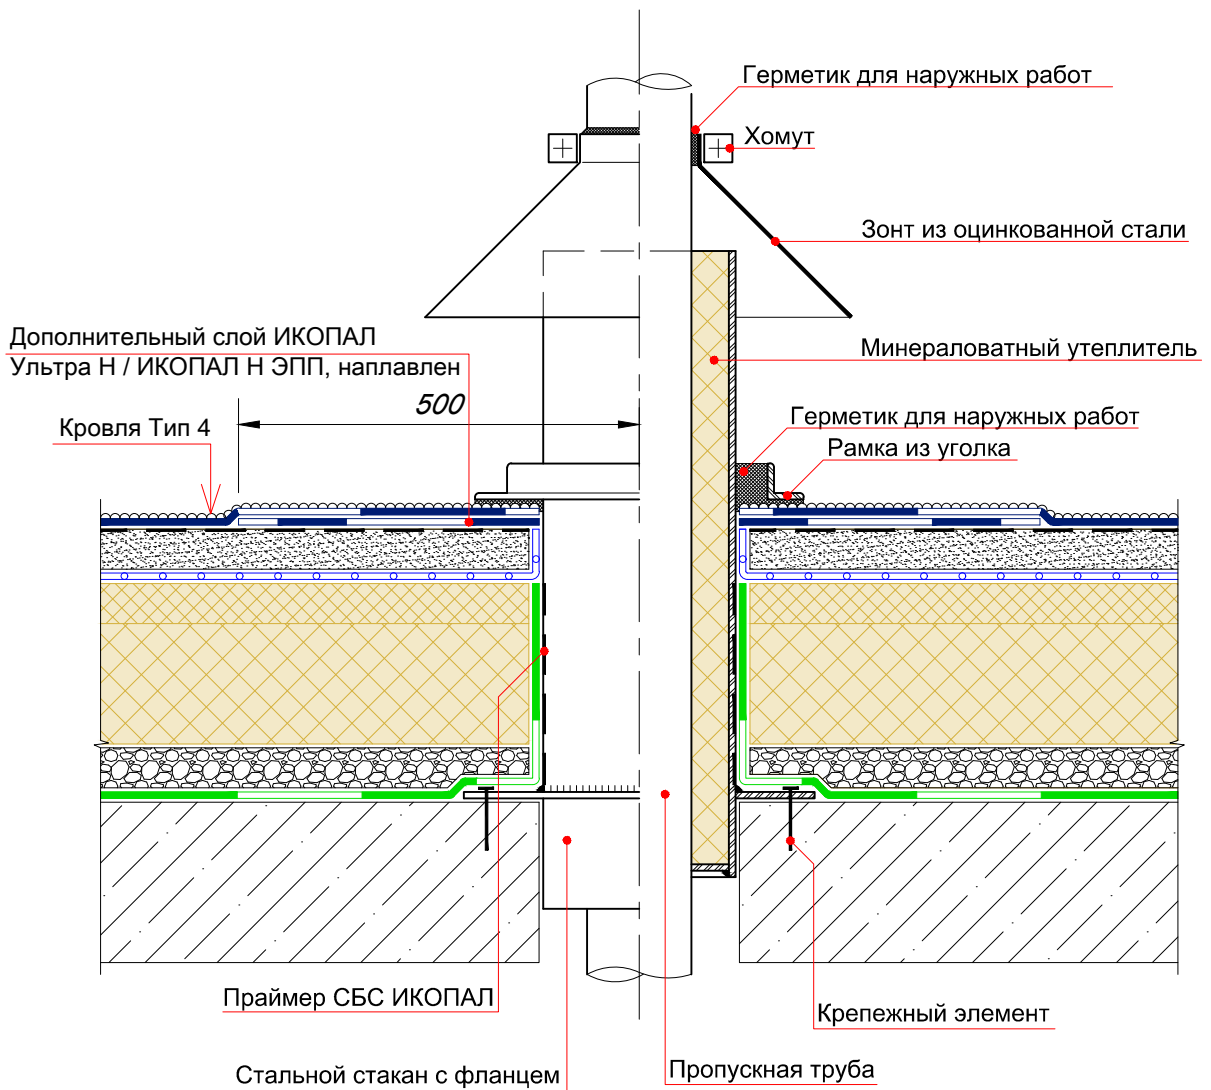 Герметик для наружных работ
Хомут
Зонт из оцинкованной стали
Дополнительный слой ИКОПАЛ
Ультра Н / ИКОПАЛ Н ЭПП, наплавлен
Минераловатный утеплитель
500
Кровля Тип 4
Герметик для наружных работ
Рамка из уголка
Праймер СБС ИКОПАЛ
Крепежный элемент
Стальной стакан с фланцем
Пропускная труба